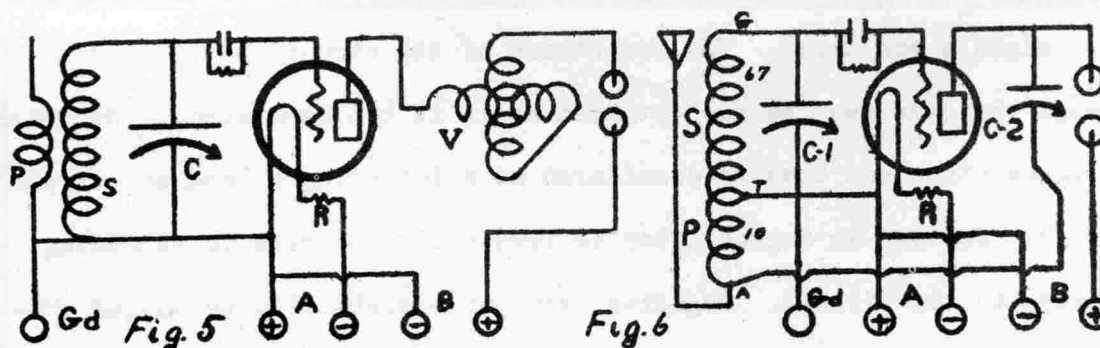 P
S
C
R
V
Gd
Fig. 5
+ A − − B +
G
67
S
C-1
C-2
T
R
P
10
A
Gd
Fig. 6
+ A − − B +